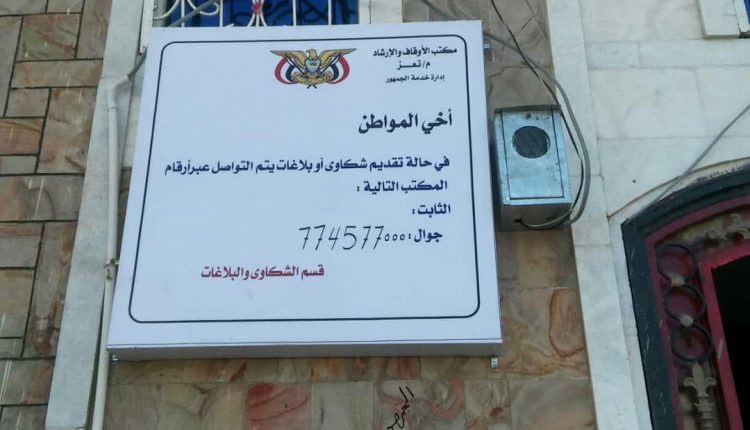 مكتب الأوقاف والإرشاد
م/تعـز
إدارة خدمة الجمهور
أخي المواطن
في حالة تقديم شكاوى أو بلاغات يتم التواصل عبر أرقام
المكتب التالية :
الثابت :
جوال : 774577000
قسم الشكاوى والبلاغات